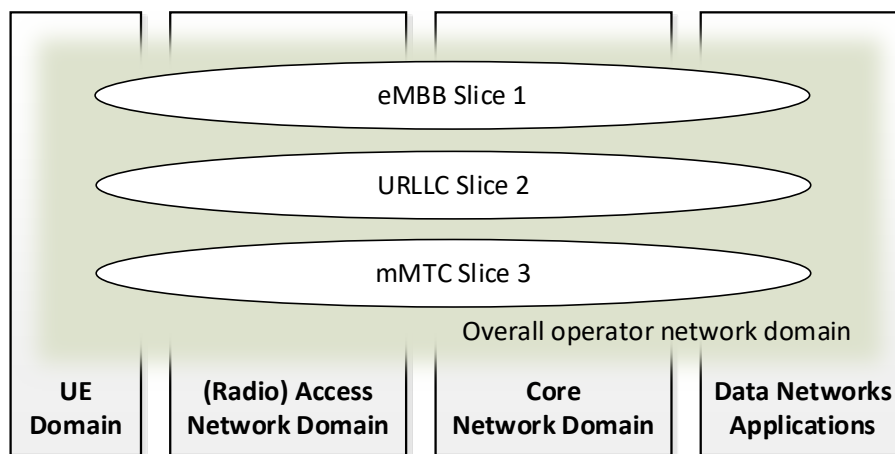 eMBB Slice 1
URLLC Slice 2
mMTC Slice 3
Overall operator network domain
UE
Domain
(Radio) Access
Network Domain
Core
Network Domain
Data Networks
Applications